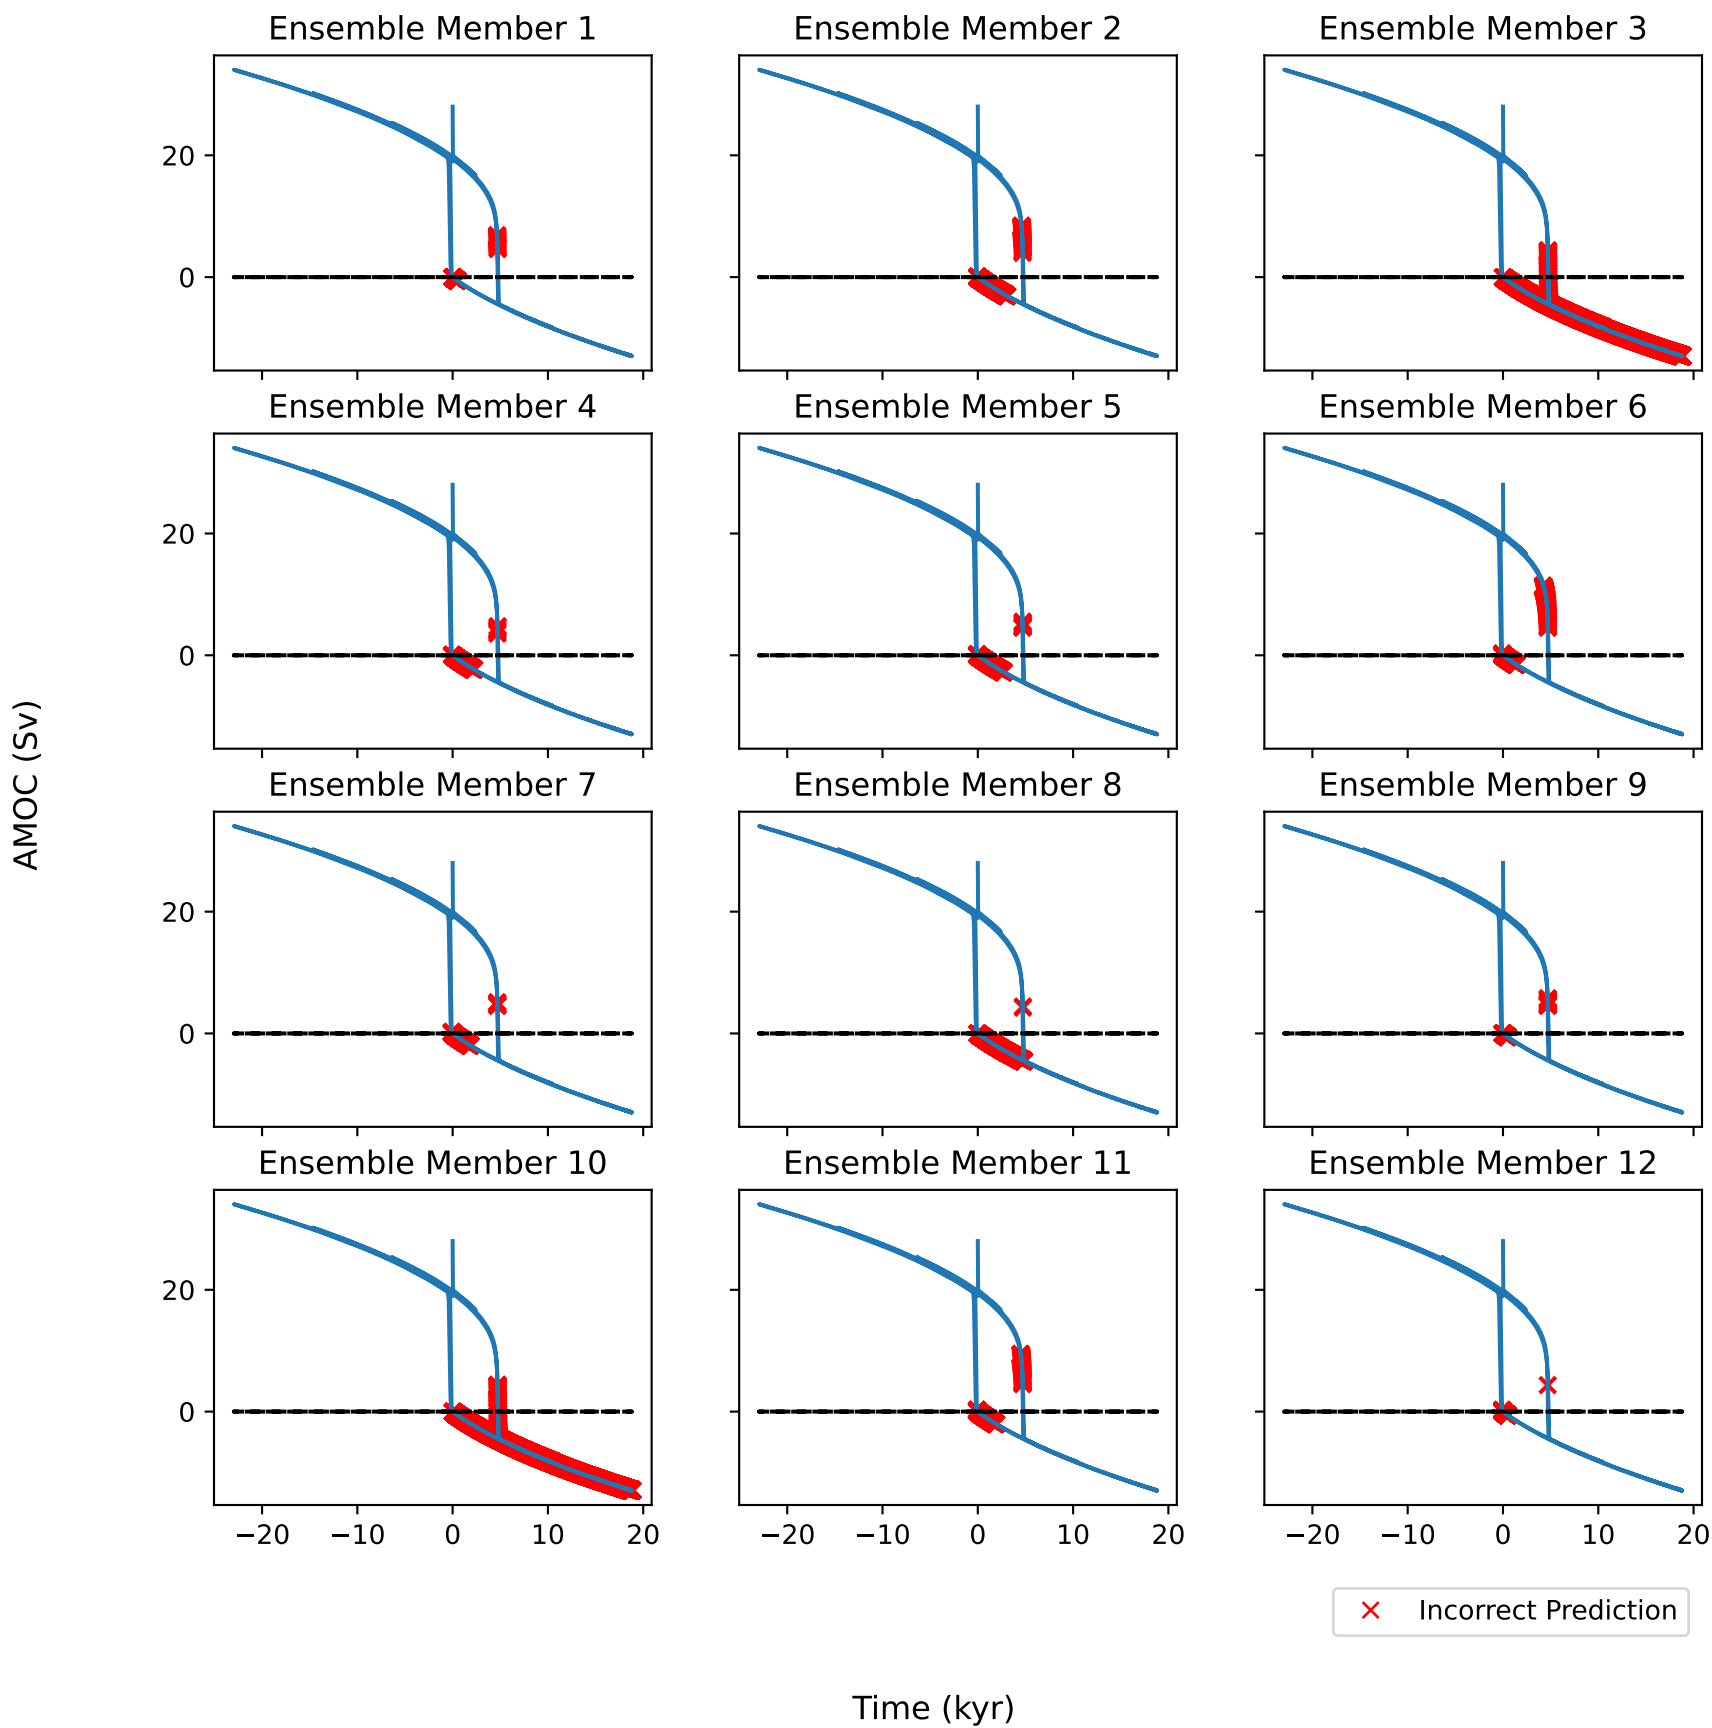 Ensemble Member 1
Ensemble Member 2
Ensemble Member 3
20
0
Ensemble Member 4
Ensemble Member 5
Ensemble Member 6
20
0
AMOC (Sv)
Ensemble Member 7
Ensemble Member 8
Ensemble Member 9
20
0
Ensemble Member 10
Ensemble Member 11
Ensemble Member 12
20
0
−20 −10 0 10 20
−20 −10 0 10 20
−20 −10 0 10 20
Incorrect Prediction
Time (kyr)